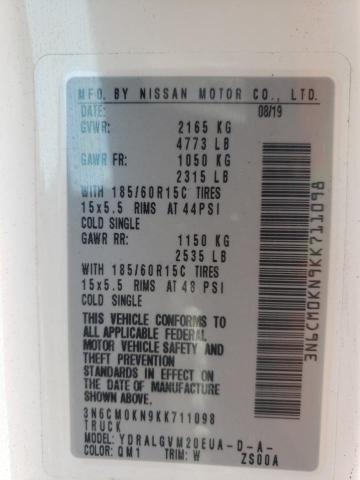 MFD. BY NISSAN MOTOR CO., LTD.
DATE: 08/19
GVWR: 2165 KG
4773 LB
GAWR FR: 1050 KG
2315 LB
WITH 185/60R15C TIRES
15x5.5 RIMS AT 44PSI
COLD SINGLE
GAWR RR: 1150 KG
2535 LB
WITH 185/60R15C TIRES
15x5.5 RIMS AT 48 PSI
COLD SINGLE
THIS VEHICLE CONFORMS TO
ALL APPLICABLE FEDERAL
MOTOR VEHICLE SAFETY AND
THEFT PREVENTION
STANDARDS IN EFFECT ON
THE DATE OF MANUFACTURE
SHOWN ABOVE.
3N6CM0KN9KK711098
TRUCK
MODEL: YDRALGVM20EUA-D-A-
COLOR: QM1 TRIM: W ZS00A
3N6CM0KN9KK711098